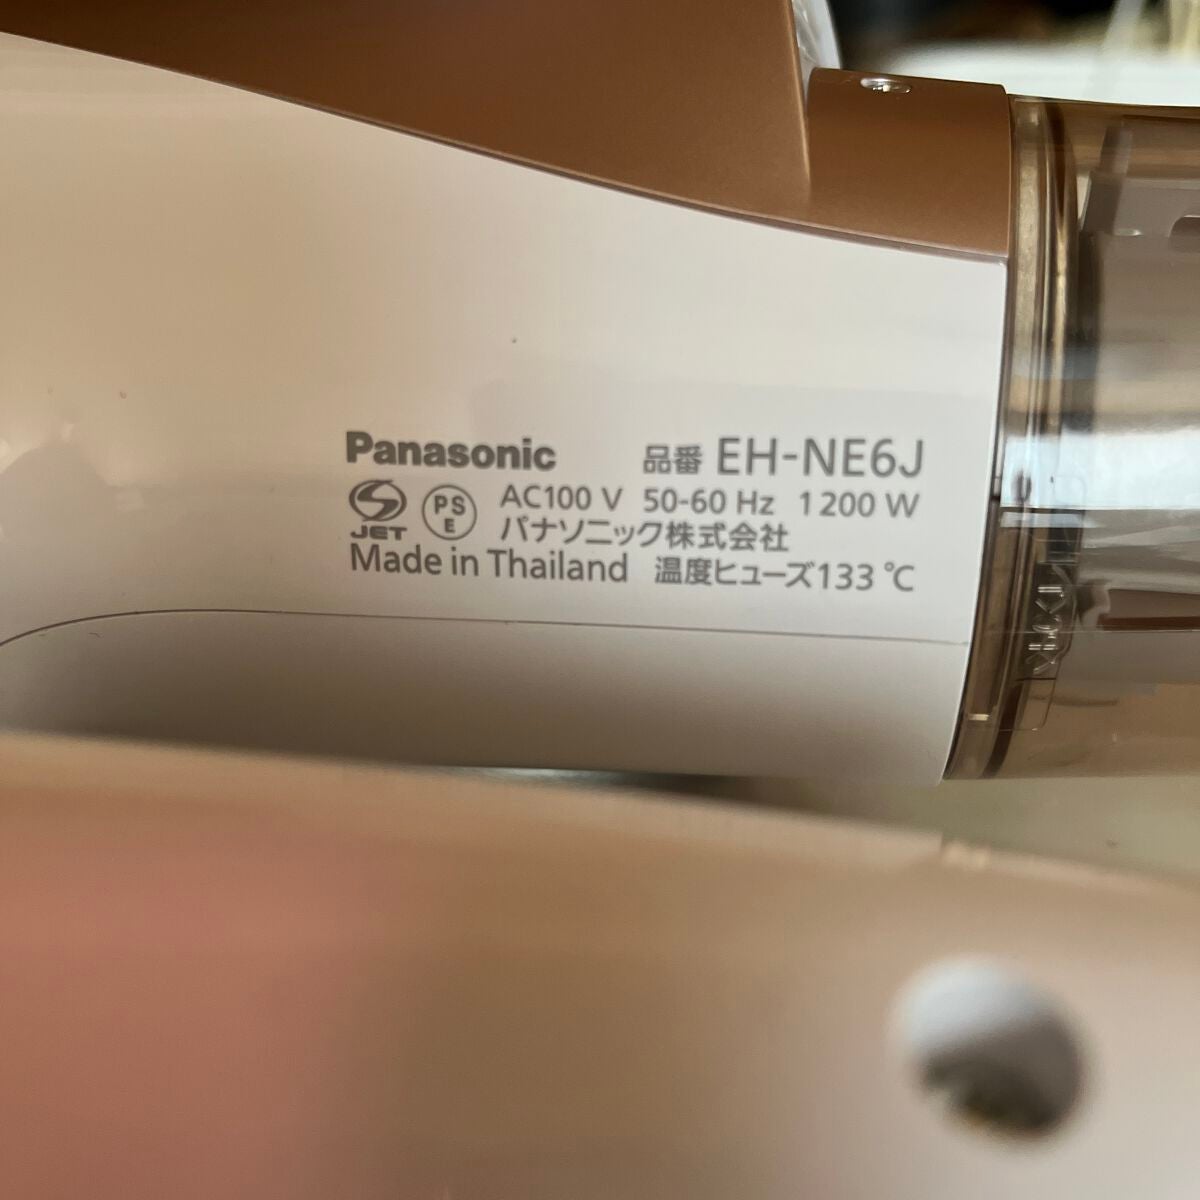 Panasonic 品番 EH-NE6J
JET PS E AC100 V 50-60 Hz 1200 W
パナソニック株式会社
Made in Thailand 温度ヒューズ133 ℃